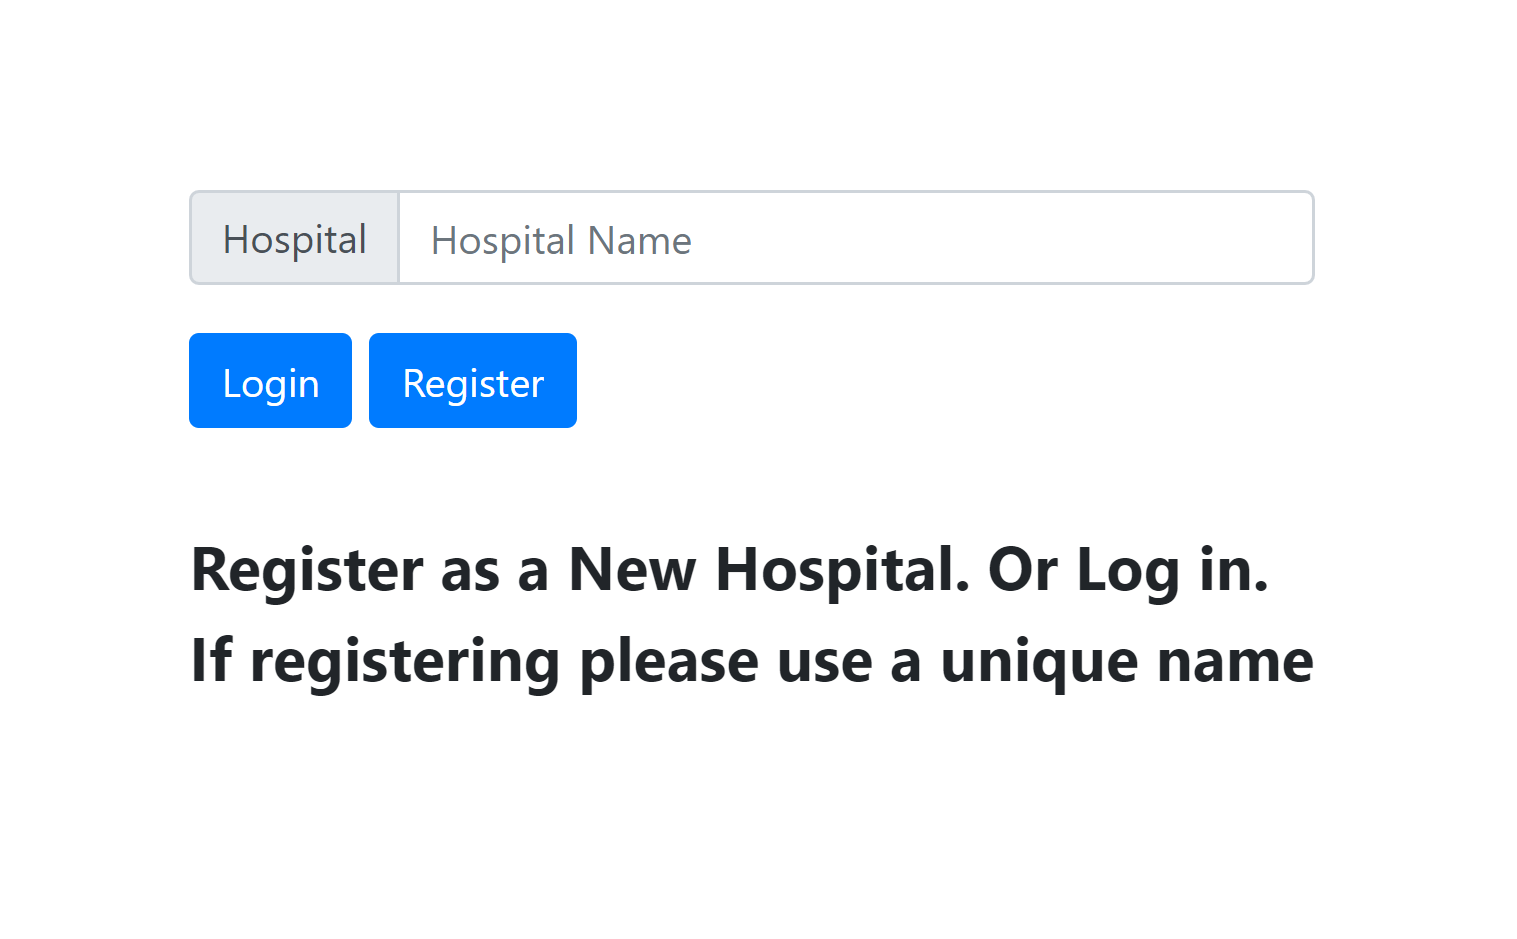 Hospital Hospital Name
Login Register
Register as a New Hospital. Or Log in.
If registering please use a unique name